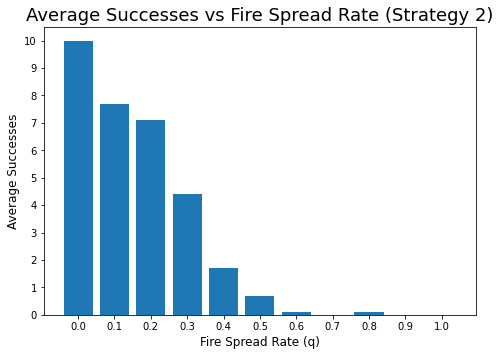 Average Successes vs Fire Spread Rate (Strategy 2)
10
9
8
7
6
5
4
3
2
1
0
Average Successes
0.0 0.1 0.2 0.3 0.4 0.5 0.6 0.7 0.8 0.9 1.0
Fire Spread Rate (q)